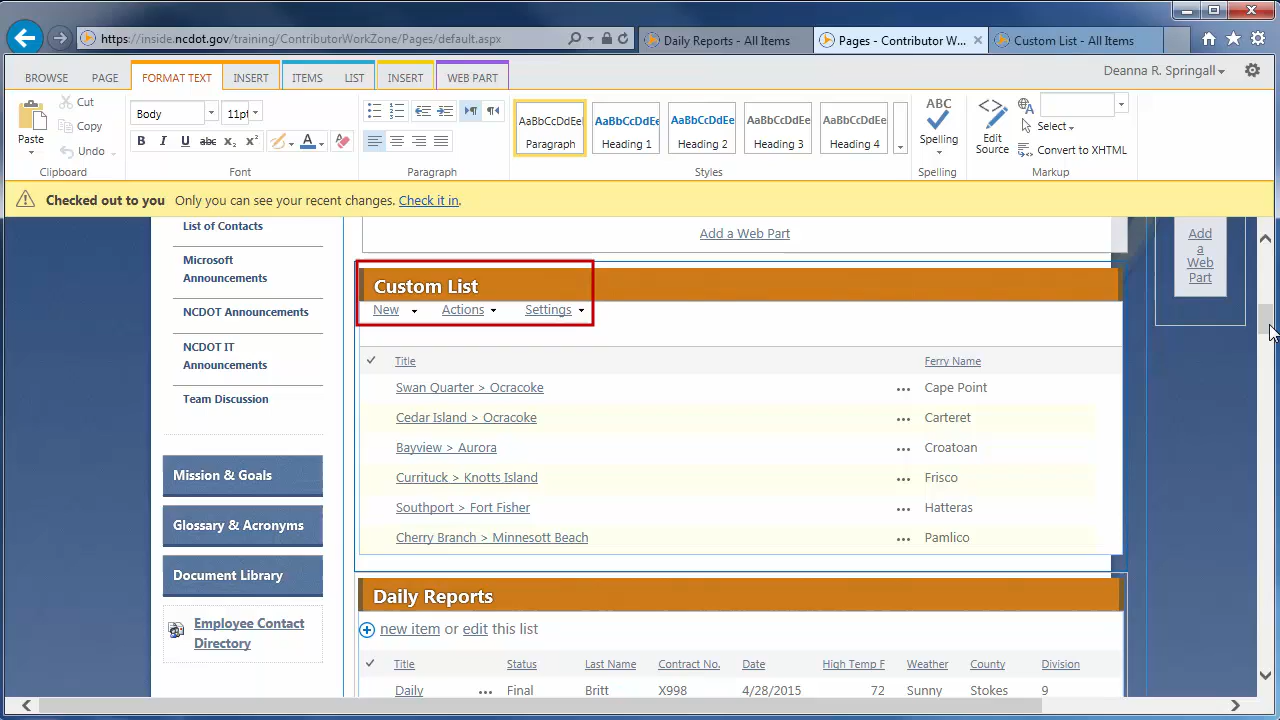 https://inside.ncdot.gov/training/ContributorWorkZone/Pages/default.aspx
Daily Reports - All Items
Pages - Contributor W...
Custom List - All Items
BROWSE PAGE FORMAT TEXT INSERT ITEMS LIST INSERT WEB PART
Deanna R. Springall
Paste
Cut
Copy
Undo
Clipboard
Body 11pt
B I U abc x₂ x²
A
Font
Paragraph
AaBbCcDdEe
Paragraph
AaBbCcDdEe
Heading 1
AaBbCcDdEe
Heading 2
AaBbCcDdEe
Heading 3
AaBbCcDdEe
Heading 4
Styles
ABC
Spelling
Spelling
Edit
Source
Select
Convert to XHTML
Markup
Checked out to you Only you can see your recent changes. Check it in.
List of Contacts
Microsoft
Announcements
NCDOT Announcements
NCDOT IT
Announcements
Team Discussion
Mission & Goals
Glossary & Acronyms
Document Library
Employee Contact
Directory
Add a Web Part
Custom List
New Actions Settings
Title Ferry Name
Swan Quarter > Ocracoke ... Cape Point
Cedar Island > Ocracoke ... Carteret
Bayview > Aurora ... Croatoan
Currituck > Knotts Island ... Frisco
Southport > Fort Fisher ... Hatteras
Cherry Branch > Minnesott Beach ... Pamlico
Daily Reports
new item or edit this list
Title Status Last Name Contract No. Date High Temp F Weather County Division
Daily ... Final Britt X998 4/28/2015 72 Sunny Stokes 9
Add
a
Web
Part